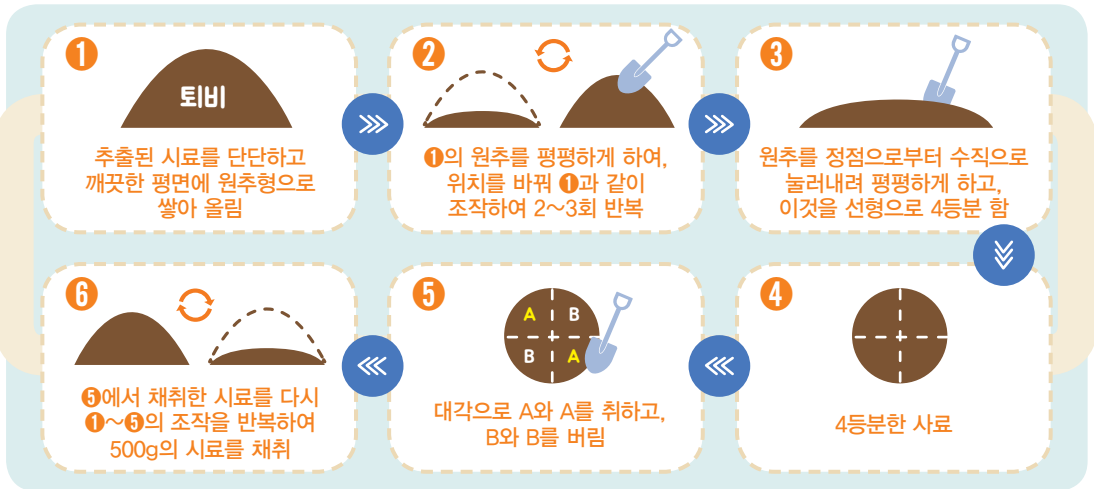 ❶
퇴비
추출된 시료를 단단하고
깨끗한 평면에 원추형으로
쌓아 올림
❷
❶의 원추를 평평하게 하여,
위치를 바꿔 ❶과 같이
조작하여 2~3회 반복
❸
원추를 정점으로부터 수직으로
눌러내려 평평하게 하고,
이것을 선형으로 4등분 함
❹
4등분한 사료
❺
A B
B A
대각으로 A와 A를 취하고,
B와 B를 버림
❻
❺에서 채취한 시료를 다시
❶~❺의 조작을 반복하여
500g의 시료를 채취